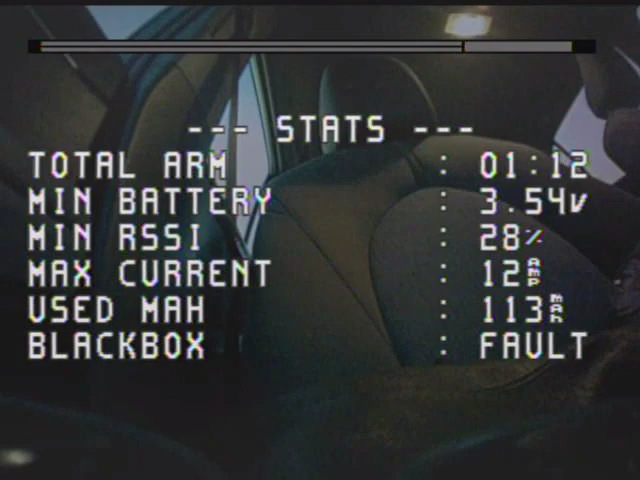 --- STATS ---
TOTAL ARM : 01:12
MIN BATTERY : 3.54V
MIN RSSI : 28%
MAX CURRENT : 12AMP
USED MAH : 113mAh
BLACKBOX : FAULT